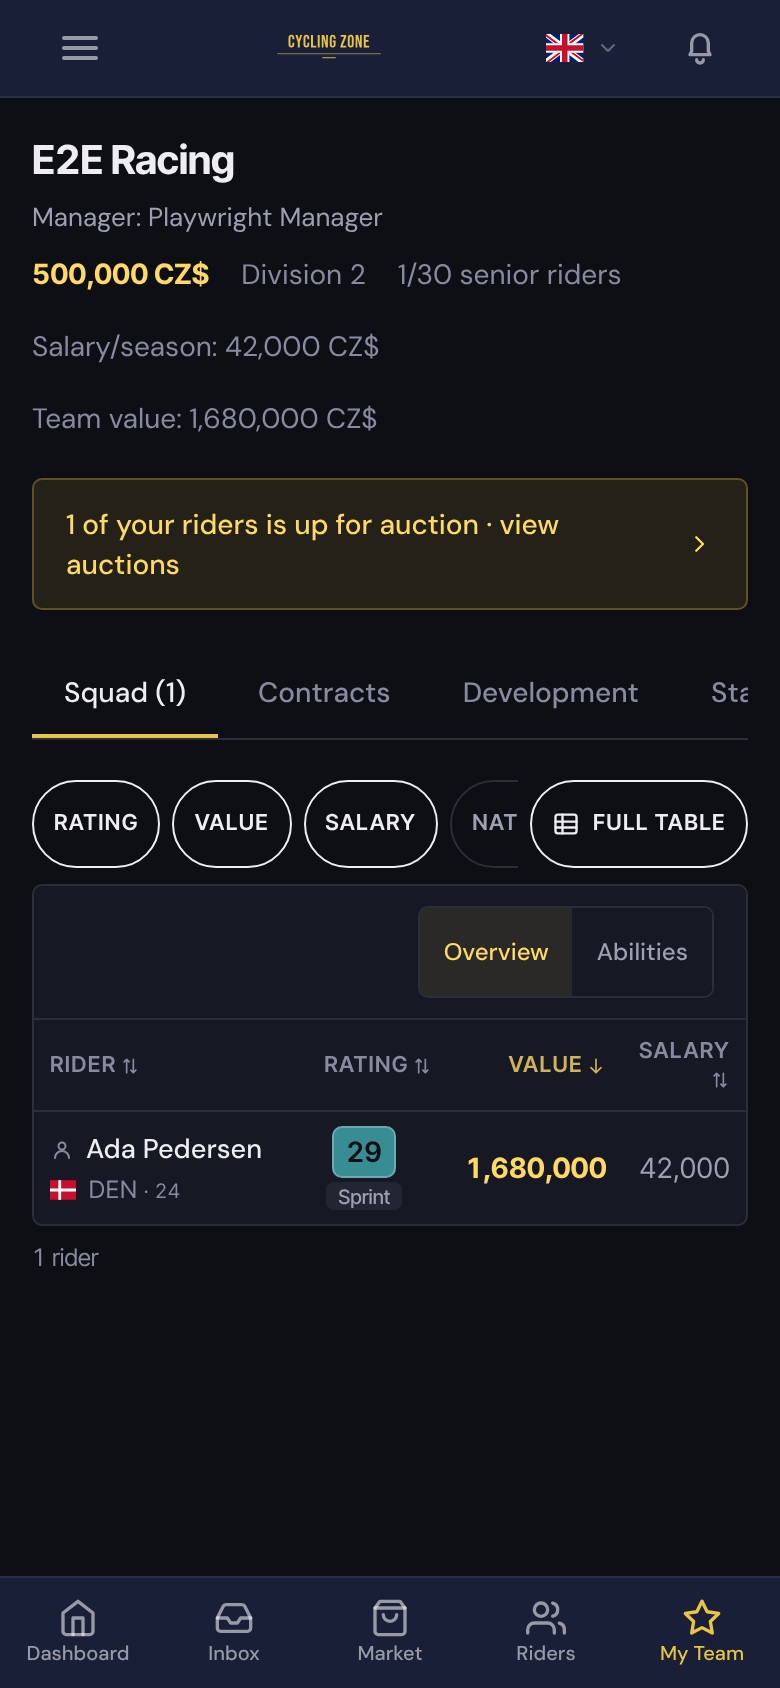 CYCLING ZONE
E2E Racing
Manager: Playwright Manager
500,000 CZ$ Division 2 1/30 senior riders
Salary/season: 42,000 CZ$
Team value: 1,680,000 CZ$
1 of your riders is up for auction · view
auctions
Squad (1) Contracts Development Sta
RATING VALUE SALARY NAT FULL TABLE
Overview Abilities
RIDER RATING VALUE SALARY
Ada Pedersen 29 1,680,000 42,000
DEN · 24 Sprint
1 rider
Dashboard Inbox Market Riders My Team